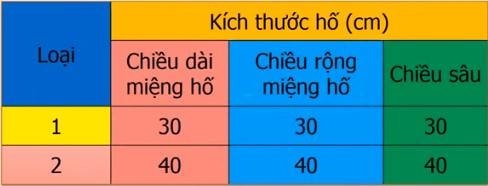 Loại
Kích thước hố (cm)
Chiều dài
miệng hố
Chiều rộng
miệng hố
Chiều sâu
1 30 30 30
2 40 40 40